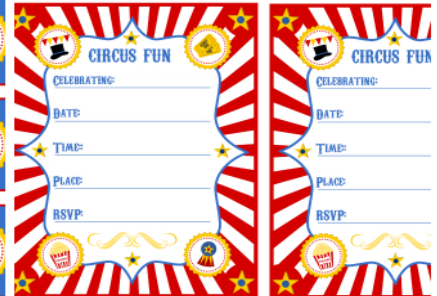 CIRCUS FUN
CELEBRATING:
DATE:
TIME:
PLACE:
RSVP:
CIRCUS FUN
CELEBRATING:
DATE:
TIME:
PLACE:
RSVP: